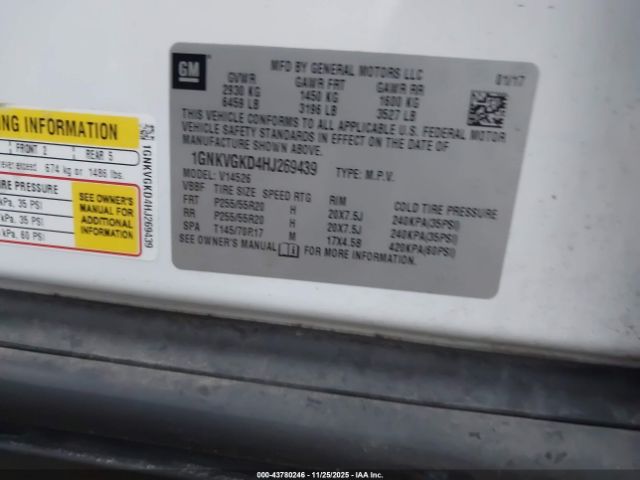 GM
MFD BY GENERAL MOTORS LLC
01/17
GVWR GAWR FRT GAWR RR
2930 KG 1450 KG 1600 KG
6459 LB 3196 LB 3527 LB
THIS VEHICLE CONFORMS TO ALL APPLICABLE U.S. FEDERAL MOTOR
VEHICLE SAFETY STANDARDS IN EFFECT ON THE DATE OF
MANUFACTURE SHOWN ABOVE.
1GNKVGKD4HJ269439 TYPE: M.P.V.
MODEL: V14526
VBBF TIRE SIZE SPEED RTG RIM COLD TIRE PRESSURE
FRT P255/55R20 H 20X7.5J 240KPA(35PSI)
RR P255/55R20 H 20X7.5J 240KPA(35PSI)
SPA T145/70R17 M 17X4.5B 420KPA(60PSI)
SEE OWNER'S MANUAL FOR MORE INFORMATION.
ING INFORMATION
FRONT 2 REAR 5
ever exceed 674 kg or 1486 lbs.
IRE PRESSURE
kPa, 35 PSI
kPa, 35 PSI
kPa, 60 PSI
SEE OWNER'S
MANUAL FOR
ADDITIONAL
INFORMATION
1GNKVGKD4HJ269439
000-43780246 - 11/25/2025 - IAA Inc.